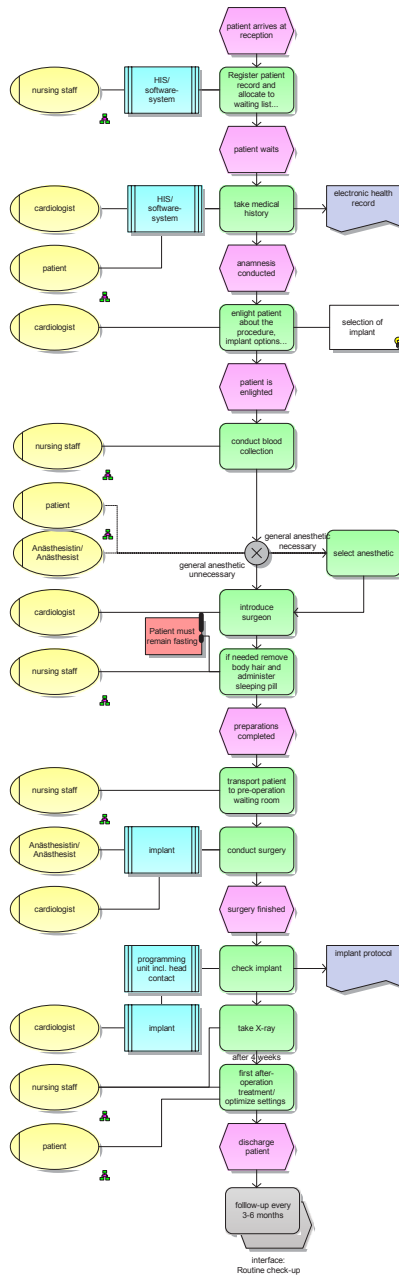 patient arrives at
reception
nursing staff
HIS/
software-
system
Register patient
record and
allocate to
waiting list...
patient waits
cardiologist
HIS/
software-
system
take medical
history
electronic health
record
patient
anamnesis
conducted
cardiologist
enlight patient
about the
procedure,
implant options...
selection of
implant
patient is
enlighted
nursing staff
conduct blood
collection
patient
Anästhesistin/
Anästhesist
general anesthetic
necessary
general anesthetic
unnecessary
select anesthetic
cardiologist
introduce
surgeon
Patient must
remain fasting
nursing staff
if needed remove
body hair and
administer
sleeping pill
preparations
completed
nursing staff
transport patient
to pre-operation
waiting room
Anästhesistin/
Anästhesist
implant
conduct surgery
cardiologist
surgery finished
programming
unit incl. head
contact
check implant
implant protocol
cardiologist
implant
take X-ray
after 4 weeks
nursing staff
first after-
operation
treatment/
optimize settings
patient
discharge
patient
folllow-up every
3-6 months
interface:
Routine check-up